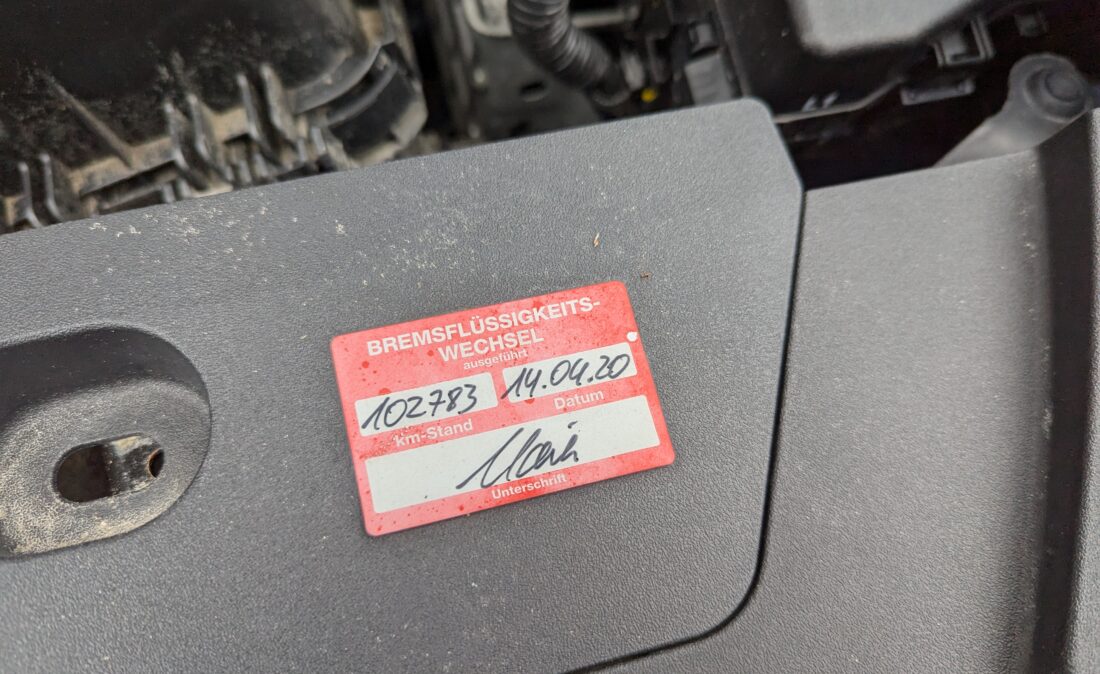 BREMSFLÜSSIGKEITS-
WECHSEL
ausgeführt
102783 14.04.20
km-Stand Datum
Unterschrift